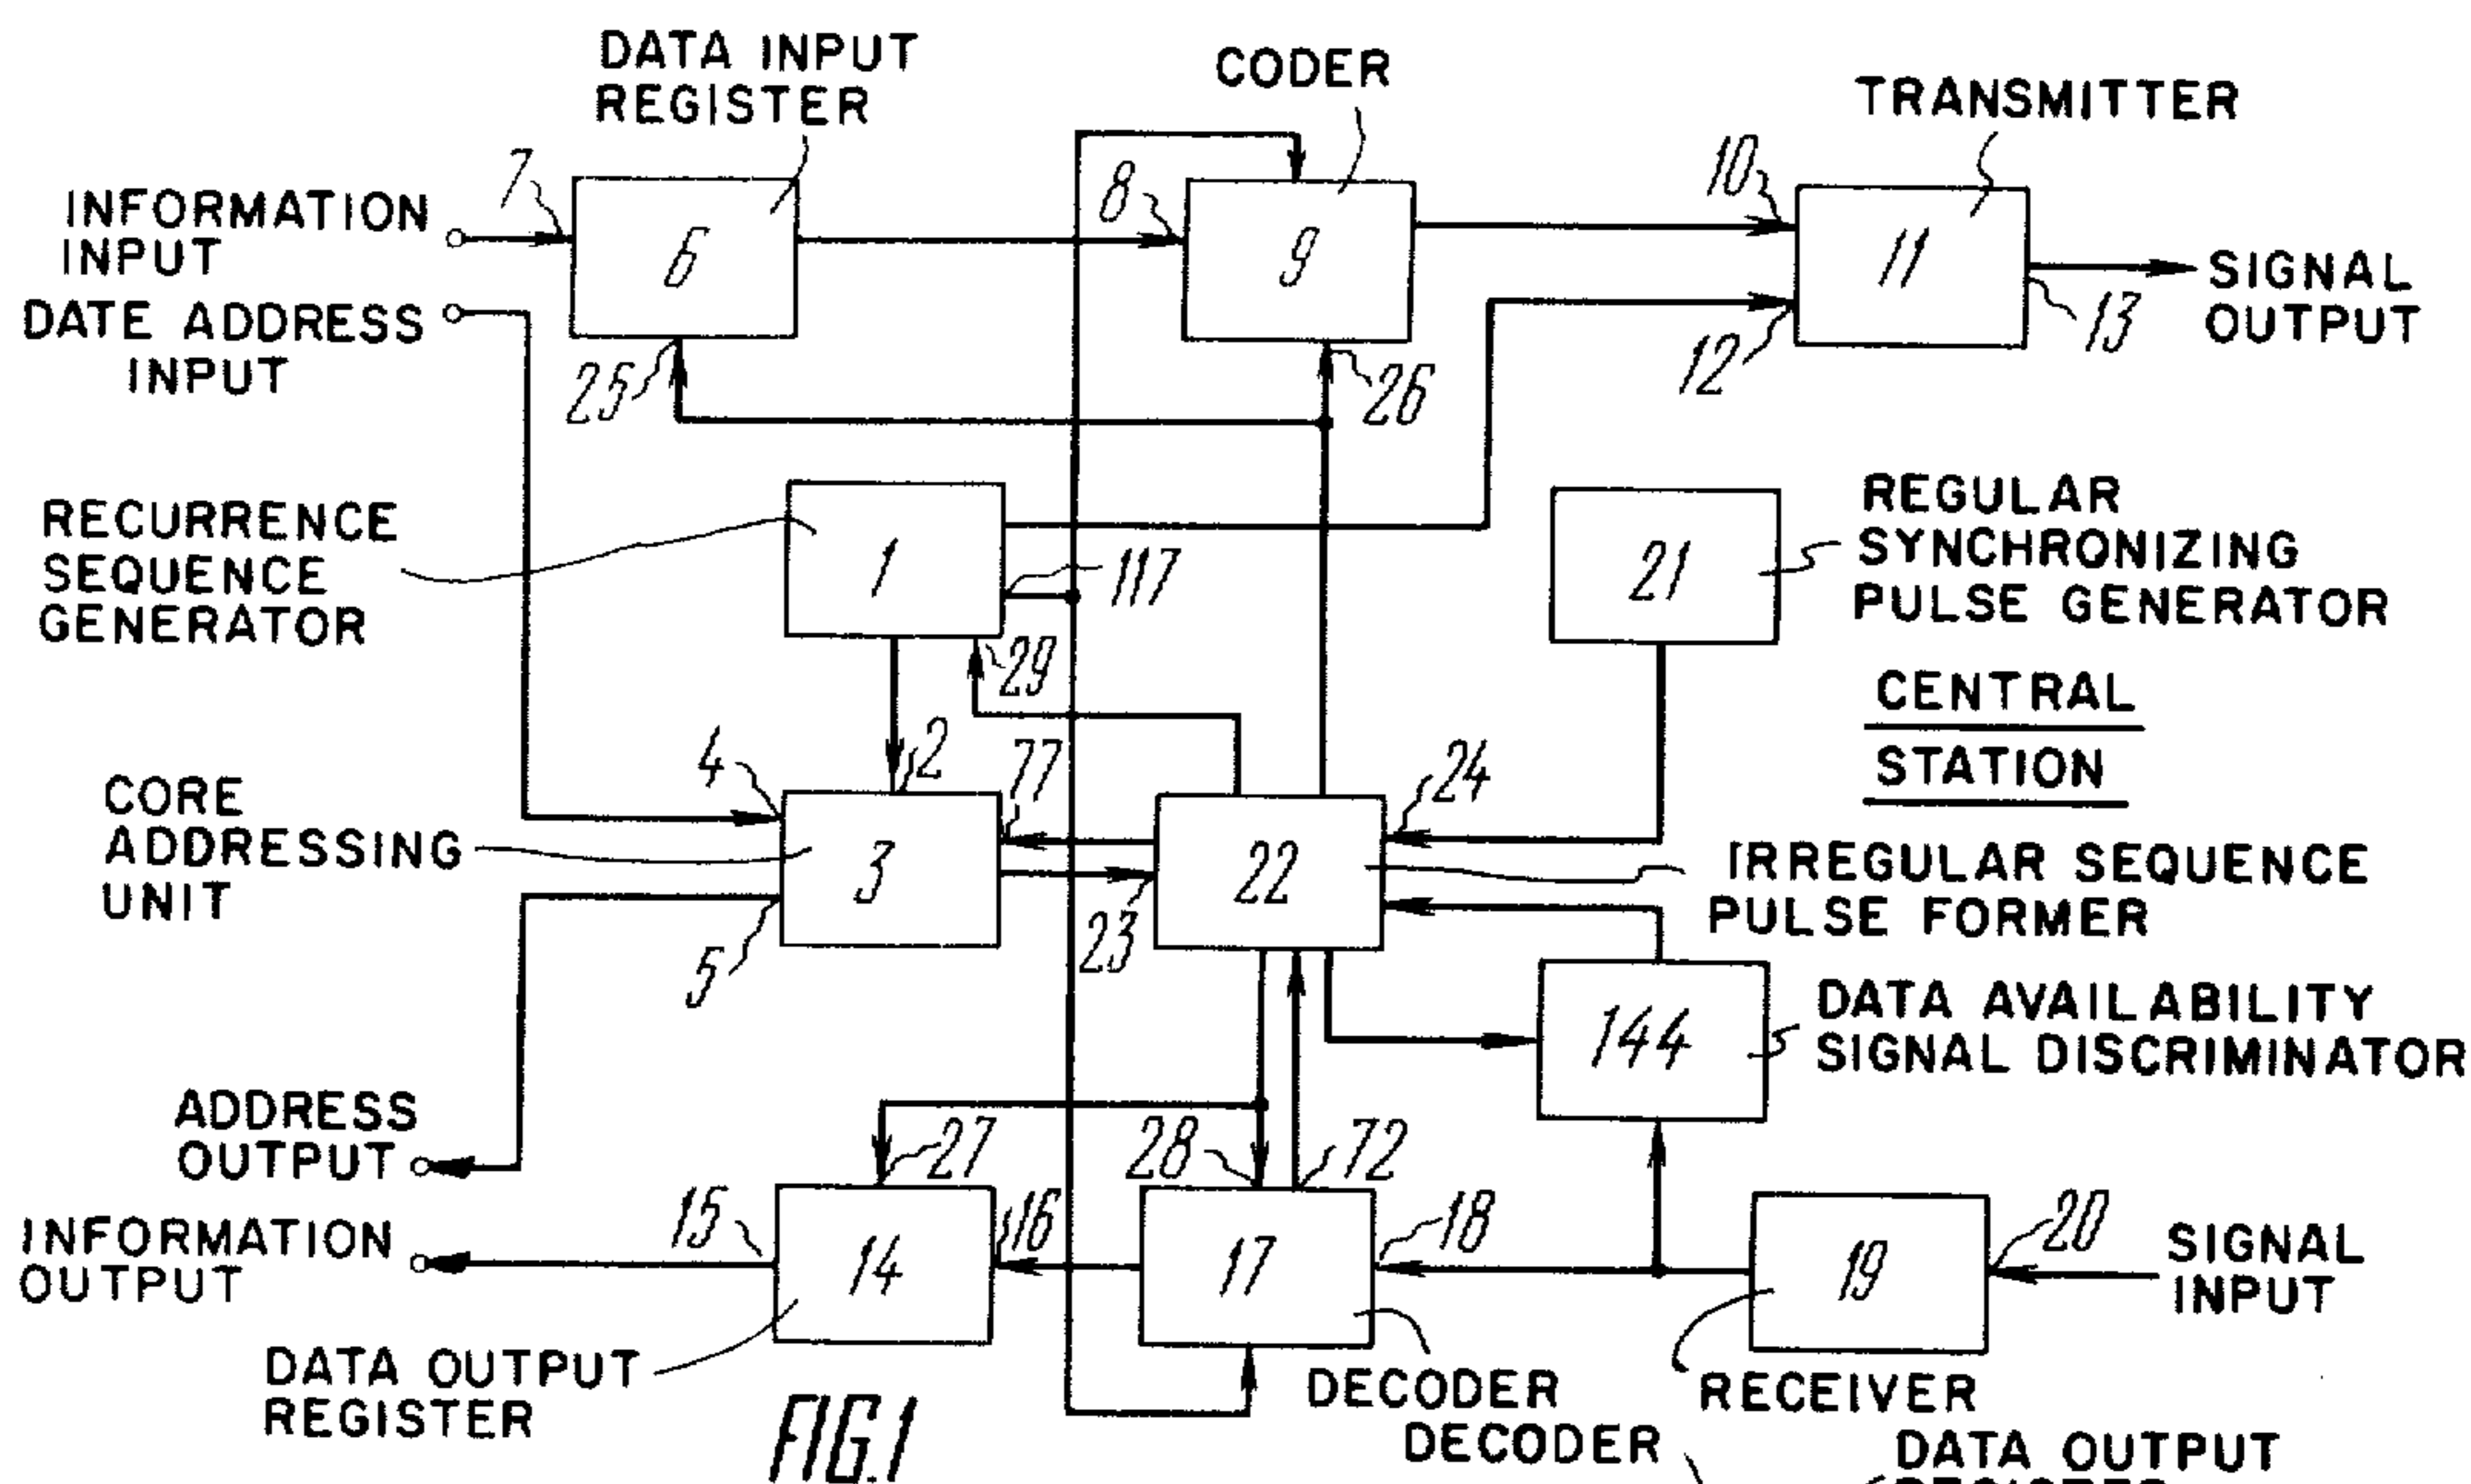 DATA INPUT
REGISTER
CODER
TRANSMITTER
INFORMATION
INPUT
7
6
8
9
10
11
12
13
SIGNAL
OUTPUT
DATE ADDRESS
INPUT
25
26
RECURRENCE
SEQUENCE
GENERATOR
1
117
29
21
REGULAR
SYNCHRONIZING
PULSE GENERATOR
CENTRAL
STATION
CORE
ADDRESSING
UNIT
4
2
77
3
5
23
22
24
IRREGULAR SEQUENCE
PULSE FORMER
144
DATA AVAILABILITY
SIGNAL DISCRIMINATOR
ADDRESS
OUTPUT
INFORMATION
OUTPUT
15
14
27
16
28
72
17
18
19
20
SIGNAL
INPUT
DATA OUTPUT
REGISTER
FIG.1
DECODER
RECEIVER
DECODER
DATA OUTPUT